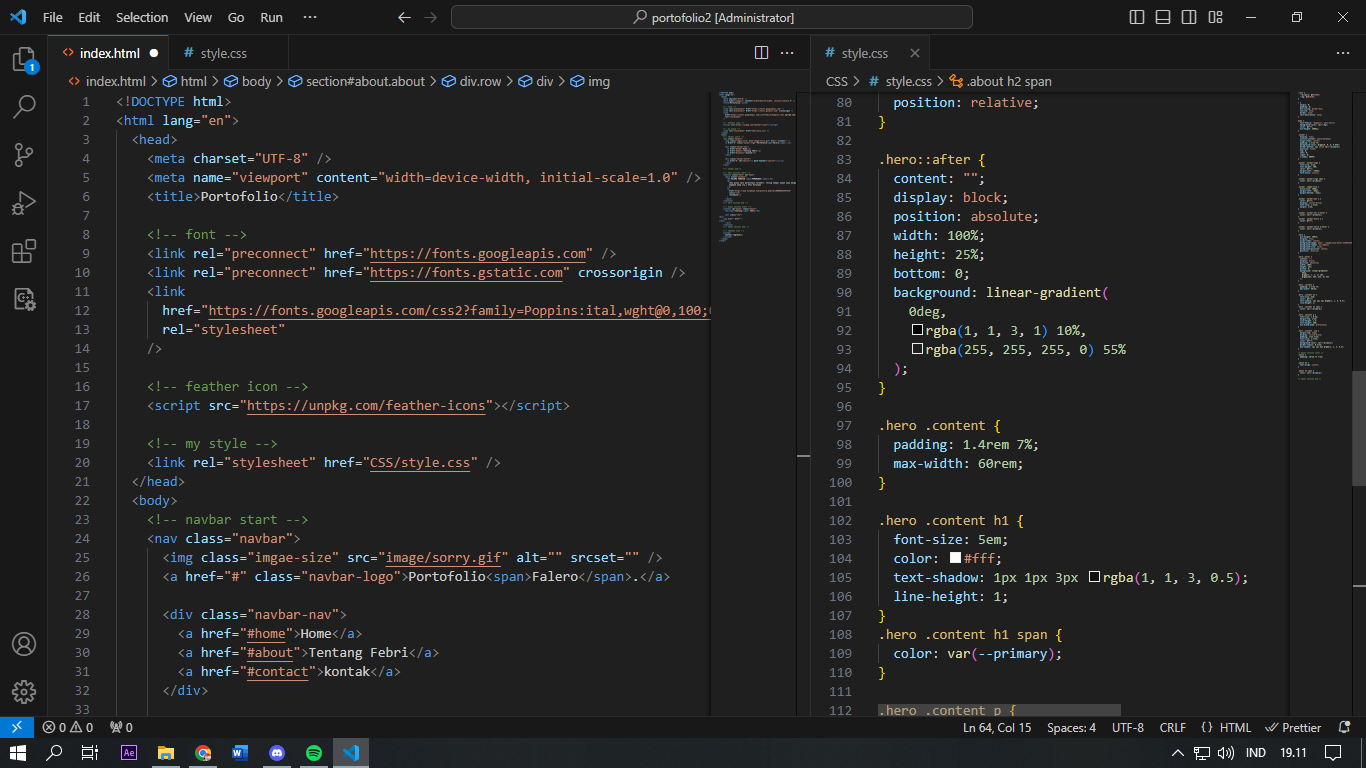 File Edit Selection View Go Run ··· portofolio2 [Administrator]
index.html ● # style.css ···
index.html > html > body > section#about.about > div.row > div > img
1 <!DOCTYPE html>
2 <html lang="en">
3 <head>
4 <meta charset="UTF-8" />
5 <meta name="viewport" content="width=device-width, initial-scale=1.0" />
6 <title>Portofolio</title>
7
8 <!-- font -->
9 <link rel="preconnect" href="https://fonts.googleapis.com" />
10 <link rel="preconnect" href="https://fonts.gstatic.com" crossorigin />
11 <link
12 href="https://fonts.googleapis.com/css2?family=Poppins:ital,wght@0,100;
13 rel="stylesheet"
14 />
15
16 <!-- feather icon -->
17 <script src="https://unpkg.com/feather-icons"></script>
18
19 <!-- my style -->
20 <link rel="stylesheet" href="CSS/style.css" />
21 </head>
22 <body>
23 <!-- navbar start -->
24 <nav class="navbar">
25 <img class="imgae-size" src="image/sorry.gif" alt="" srcset="" />
26 <a href="#" class="navbar-logo">Portofolio<span>Falero</span>.</a>
27
28 <div class="navbar-nav">
29 <a href="#home">Home</a>
30 <a href="#about">Tentang Febri</a>
31 <a href="#contact">kontak</a>
32 </div>
33
# style.css × ···
CSS > # style.css > .about h2 span
80 position: relative;
81 }
82
83 .hero::after {
84 content: "";
85 display: block;
86 position: absolute;
87 width: 100%;
88 height: 25%;
89 bottom: 0;
90 background: linear-gradient(
91 0deg,
92 rgba(1, 1, 3, 1) 10%,
93 rgba(255, 255, 255, 0) 55%
94 );
95 }
96
97 .hero .content {
98 padding: 1.4rem 7%;
99 max-width: 60rem;
100 }
101
102 .hero .content h1 {
103 font-size: 5em;
104 color: #fff;
105 text-shadow: 1px 1px 3px rgba(1, 1, 3, 0.5);
106 line-height: 1;
107 }
108 .hero .content h1 span {
109 color: var(--primary);
110 }
111
112 .hero .content p {
1
0 0 0 Ln 64, Col 15 Spaces: 4 UTF-8 CRLF {} HTML Prettier
Ae W IND 19.11